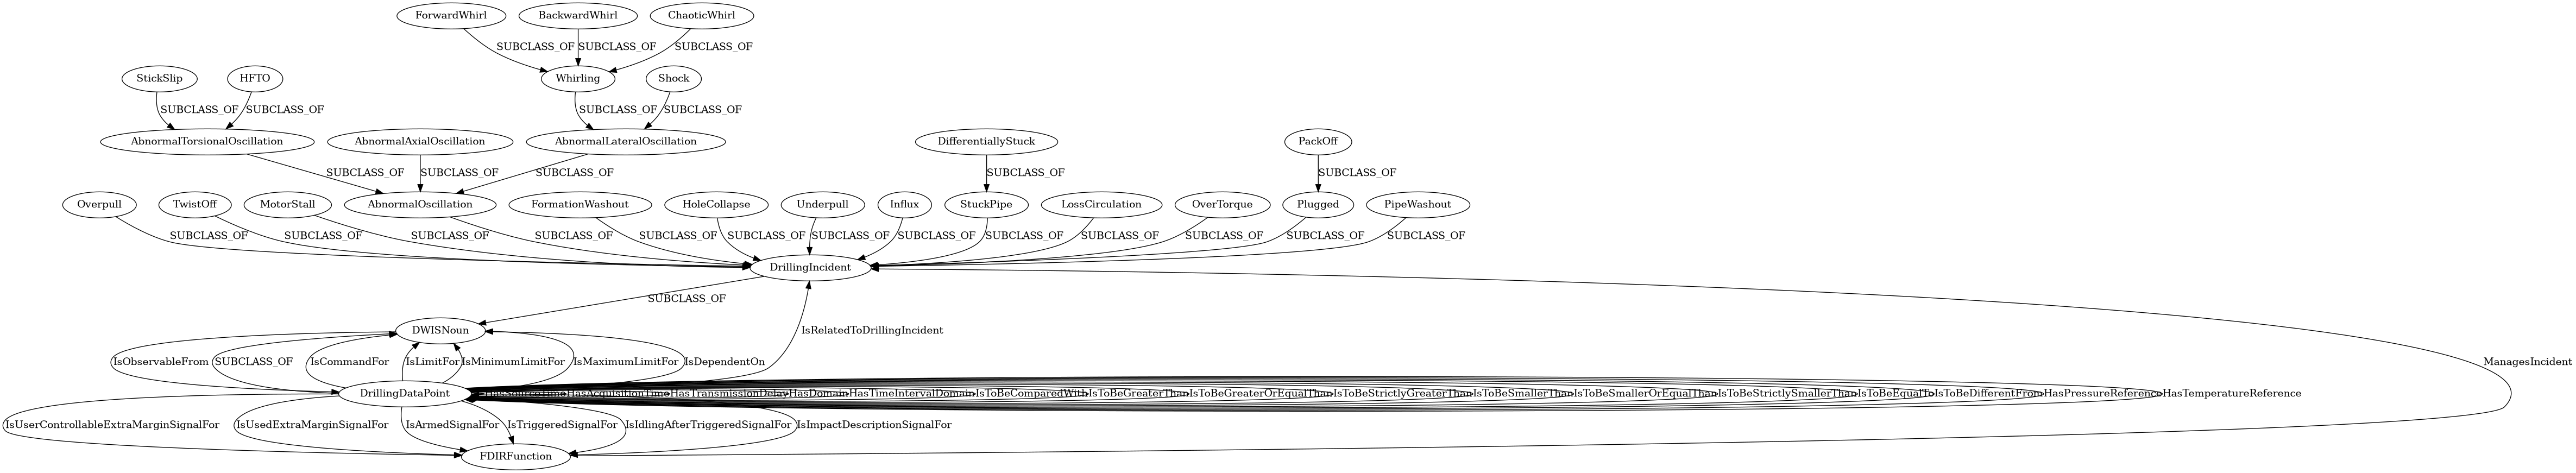 ForwardWhirl
BackwardWhirl
ChaoticWhirl
SUBCLASS_OF
SUBCLASS_OF
SUBCLASS_OF
StickSlip
HFTO
Whirling
Shock
SUBCLASS_OF
SUBCLASS_OF
SUBCLASS_OF
SUBCLASS_OF
AbnormalTorsionalOscillation
AbnormalAxialOscillation
AbnormalLateralOscillation
DifferentiallyStuck
PackOff
SUBCLASS_OF
SUBCLASS_OF
SUBCLASS_OF
SUBCLASS_OF
SUBCLASS_OF
Overpull
TwistOff
MotorStall
AbnormalOscillation
FormationWashout
HoleCollapse
Underpull
Influx
StuckPipe
LossCirculation
OverTorque
Plugged
PipeWashout
SUBCLASS_OF
SUBCLASS_OF
SUBCLASS_OF
SUBCLASS_OF
SUBCLASS_OF
SUBCLASS_OF
SUBCLASS_OF
SUBCLASS_OF
SUBCLASS_OF
SUBCLASS_OF
SUBCLASS_OF
SUBCLASS_OF
SUBCLASS_OF
DrillingIncident
SUBCLASS_OF
DWISNoun
IsRelatedToDrillingIncident
IsObservableFrom
SUBCLASS_OF
IsCommandFor
IsLimitFor
IsMinimumLimitFor
IsMaximumLimitFor
IsDependentOn
ManagesIncident
DrillingDataPoint
HasSourceTime
HasAcquisitionTime
HasTransmissionDelay
HasDomain
HasTimeIntervalDomain
IsToBeComparedWith
IsToBeGreaterThan
IsToBeGreaterOrEqualThan
IsToBeStrictlyGreaterThan
IsToBeSmallerThan
IsToBeSmallerOrEqualThan
IsToBeStrictlySmallerThan
IsToBeEqualTo
IsToBeDifferentFrom
HasPressureReference
HasTemperatureReference
IsUserControllableExtraMarginSignalFor
IsUsedExtraMarginSignalFor
IsArmedSignalFor
IsTriggeredSignalFor
IsIdlingAfterTriggeredSignalFor
IsImpactDescriptionSignalFor
FDIRFunction